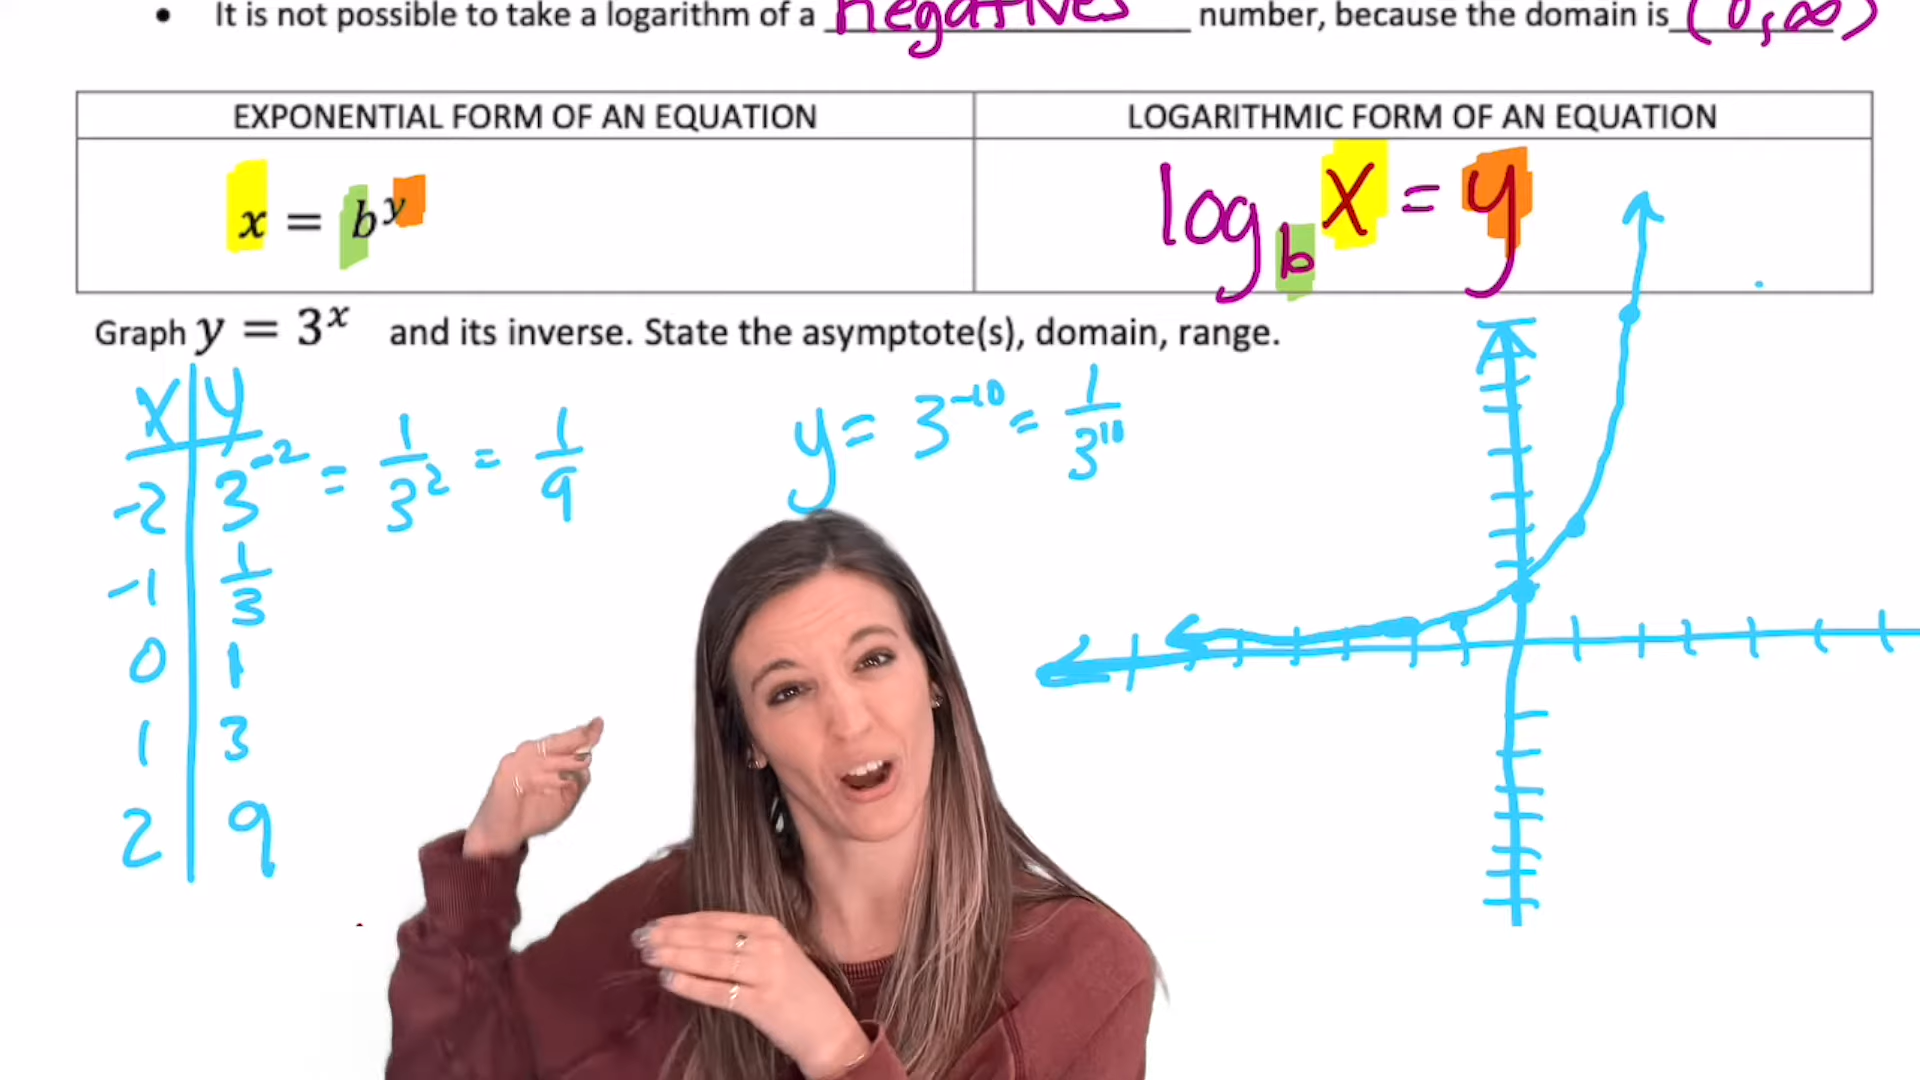 • It is not possible to take a logarithm of a negatives number, because the domain is (0,∞)
EXPONENTIAL FORM OF AN EQUATION
LOGARITHMIC FORM OF AN EQUATION
x = b^y
log_b x = y
Graph y = 3^x and its inverse. State the asymptote(s), domain, range.
x y
-2 3^-2 = 1/3^2 = 1/9
-1 1/3
0 1
1 3
2 9
y = 3^-10 = 1/3^10